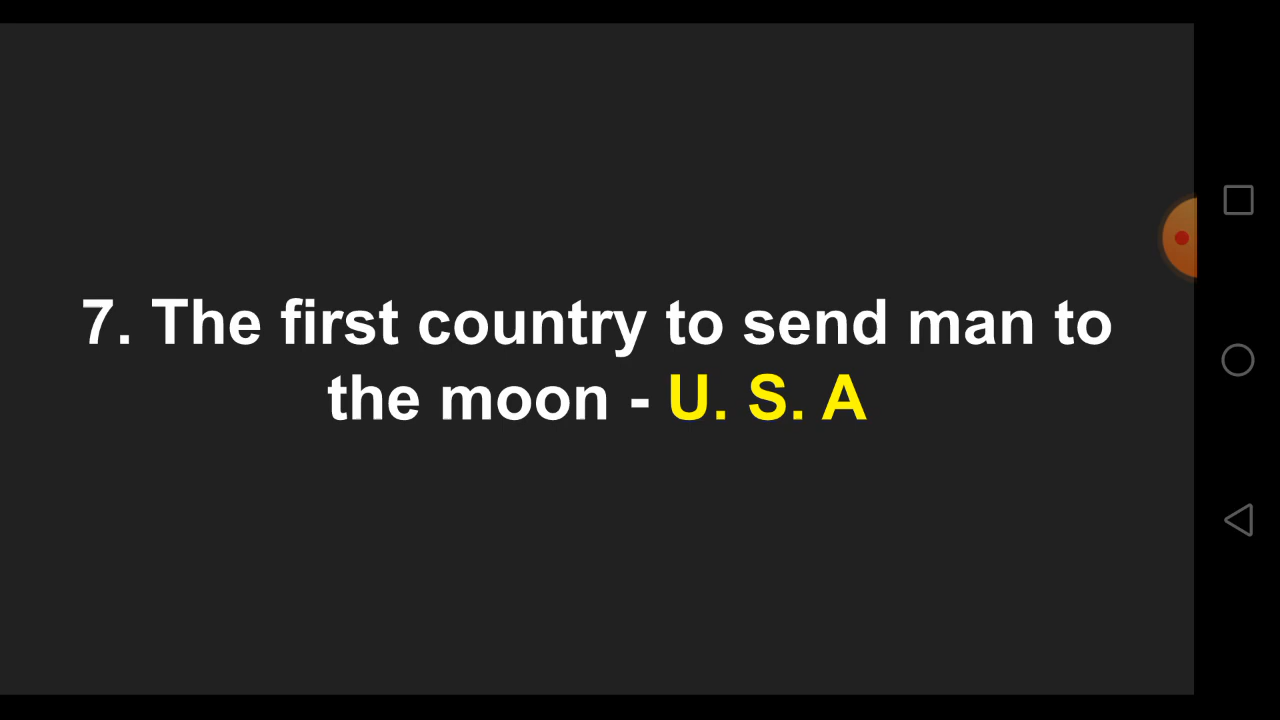 7. The first country to send man to
the moon - U. S. A